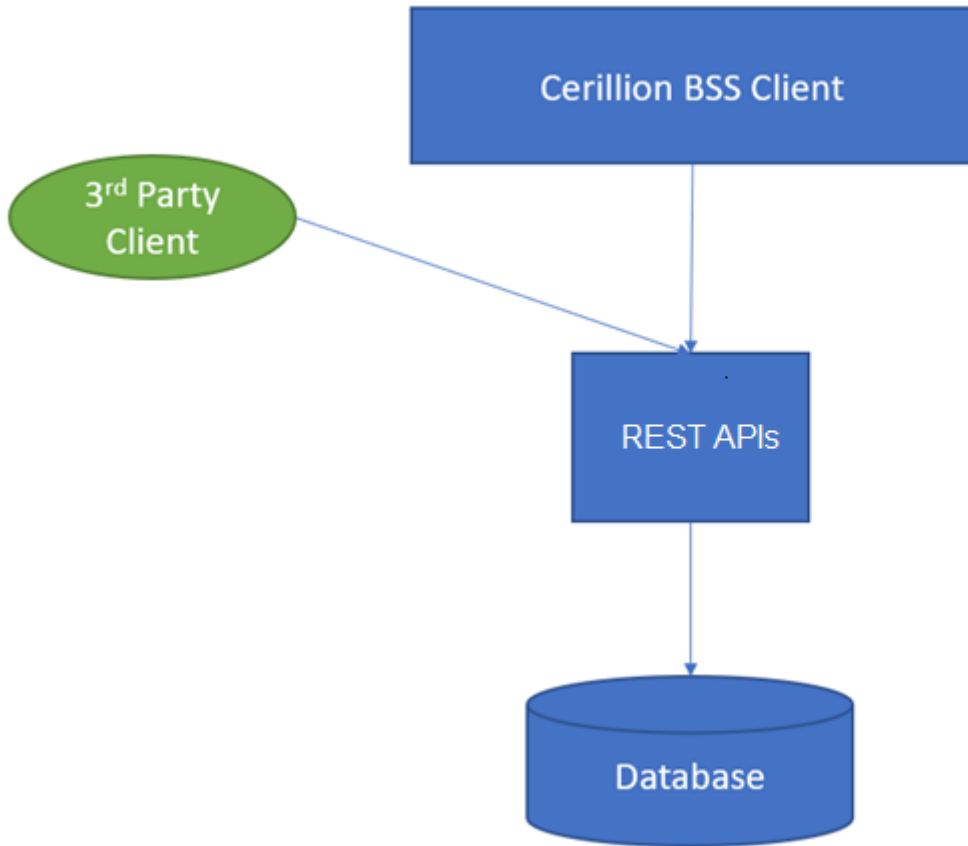 Cerillion BSS Client
3rd Party
Client
REST APIs
Database